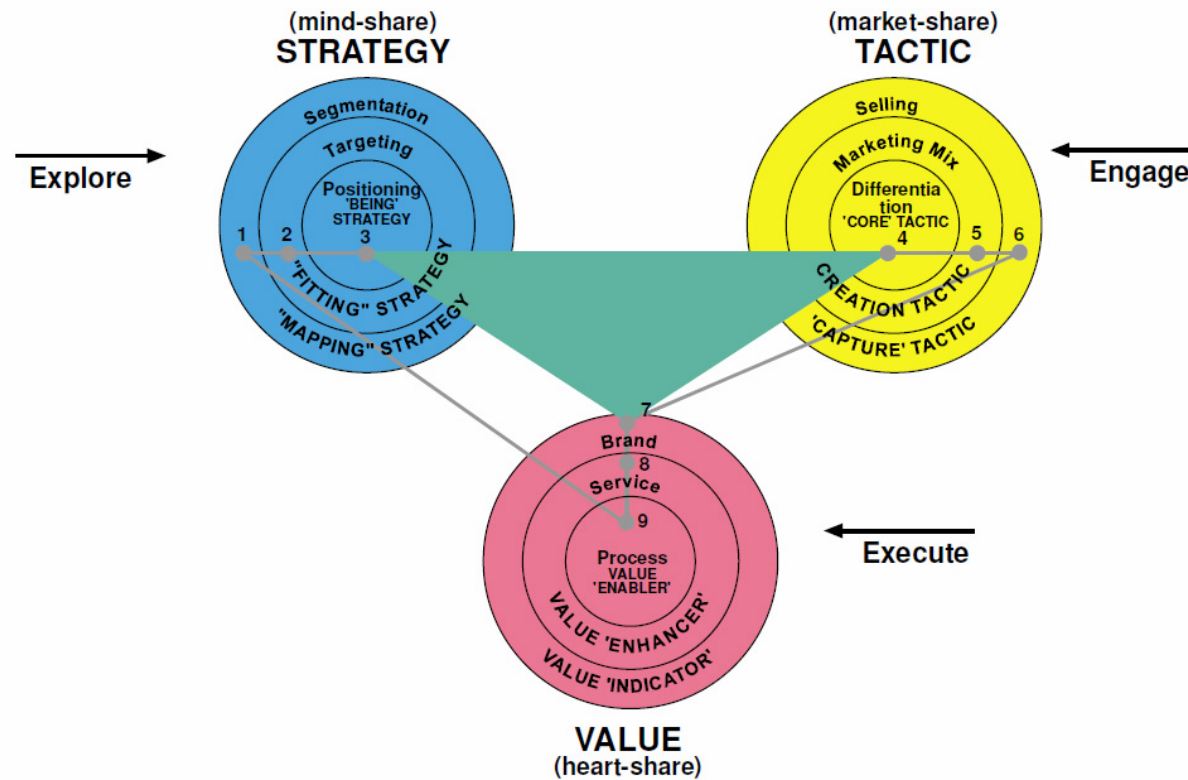 (mind-share)
STRATEGY
Segmentation
Targeting
Positioning
'BEING'
STRATEGY
1
2
3
"FITTING" STRATEGY
"MAPPING" STRATEGY
Explore
(market-share)
TACTIC
Selling
Marketing Mix
Differentia
tion
'CORE' TACTIC
4
5
6
CREATION TACTIC
'CAPTURE' TACTIC
Engage
7
Brand
8
Service
9
Process
VALUE
'ENABLER'
VALUE 'ENHANCER'
VALUE 'INDICATOR'
Execute
VALUE
(heart-share)